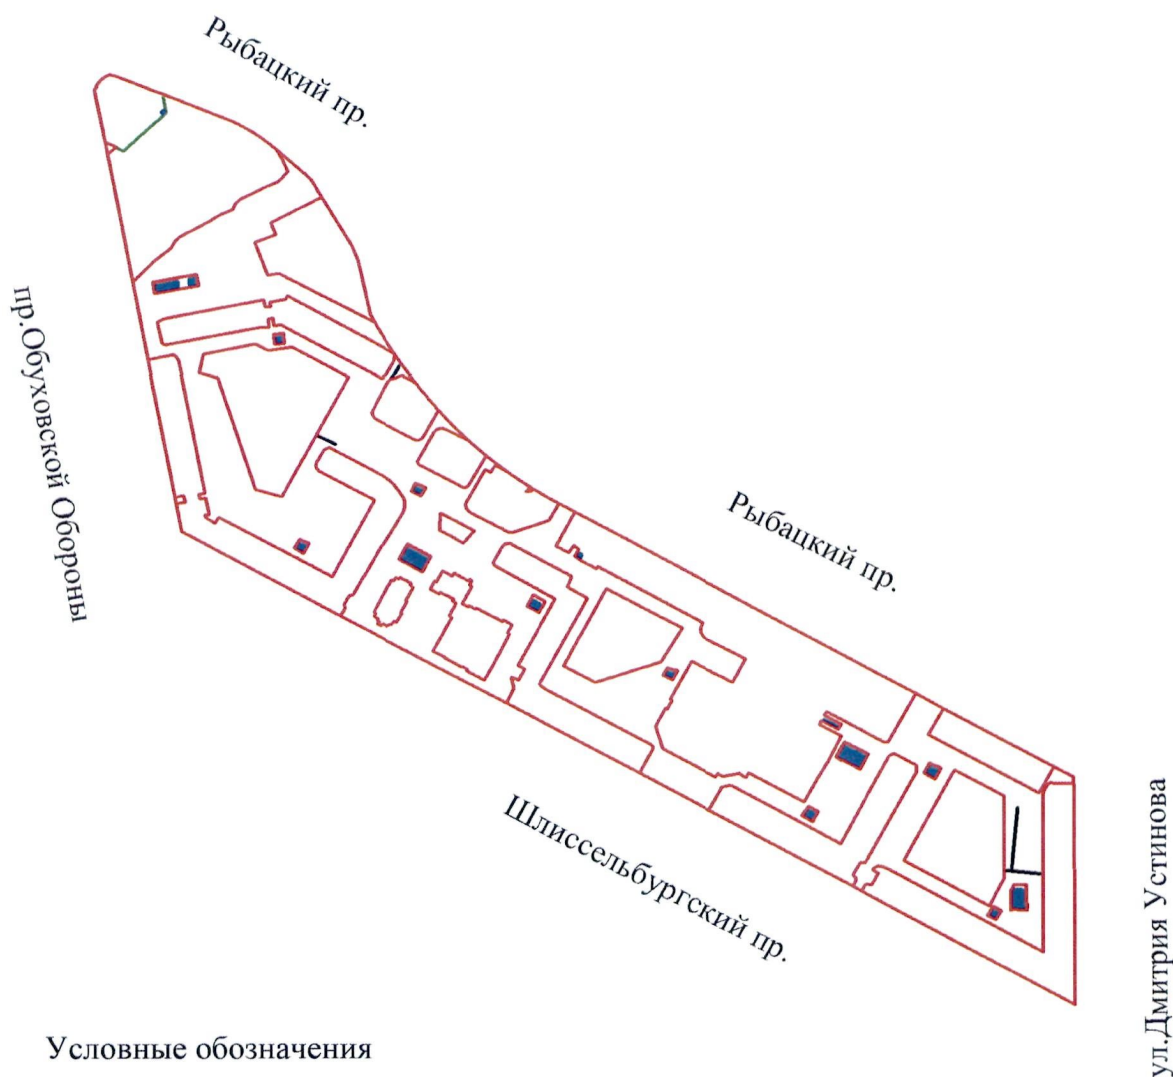 Рыбацкий пр.
пр.Обуховской Обороны
Рыбацкий пр.
Шлиссельбургский пр.
ул.Дмитрия Устинова
Условные обозначения